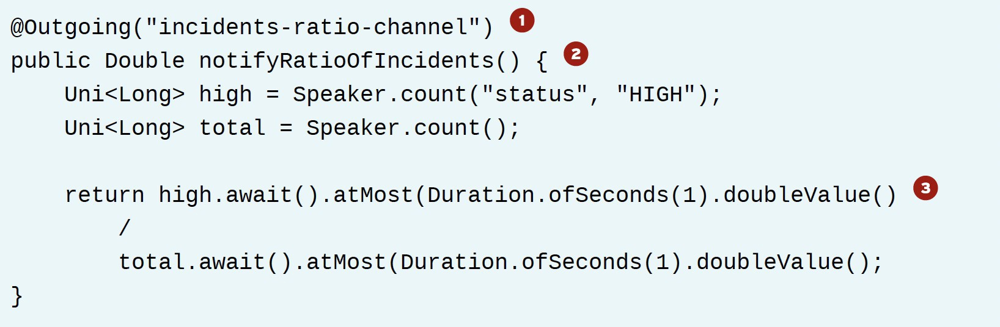 @Outgoing("incidents-ratio-channel") 1
public Double notifyRatioOfIncidents() { 2
    Uni<Long> high = Speaker.count("status", "HIGH");
    Uni<Long> total = Speaker.count();

    return high.await().atMost(Duration.ofSeconds(1).doubleValue() 3
        /
        total.await().atMost(Duration.ofSeconds(1).doubleValue();
}